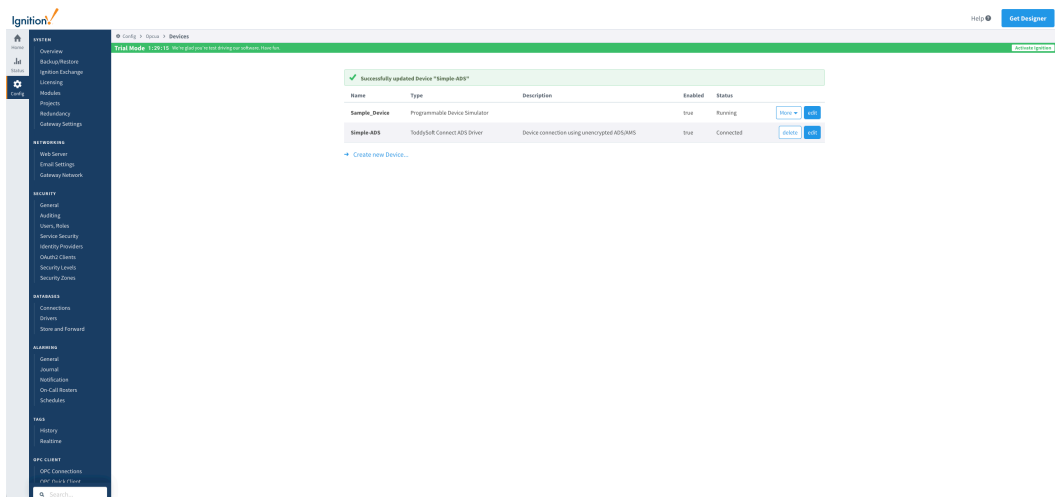 Ignition!
Help
Get Designer
Home
Status
Config
SYSTEM
Overview
Backup/Restore
Ignition Exchange
Licensing
Modules
Projects
Redundancy
Gateway Settings
NETWORKING
Web Server
Email Settings
Gateway Network
SECURITY
General
Auditing
Users, Roles
Service Security
Identity Providers
OAuth2 Clients
Security Levels
Security Zones
DATABASES
Connections
Drivers
Store and Forward
ALARMING
General
Journal
Notification
On-Call Rosters
Schedules
TAGS
History
Realtime
OPC CLIENT
OPC Connections
OPC Quick Client
Search...
Config > Opcua > Devices
Trial Mode 1:29:15 We're glad you're test driving our software. Have fun.
Activate Ignition
Successfully updated Device "Simple-ADS"
Name Type Description Enabled Status
Sample_Device Programmable Device Simulator true Running More edit
Simple-ADS ToddySoft Connect ADS Driver Device connection using unencrypted ADS/AMS true Connected delete edit
Create new Device...